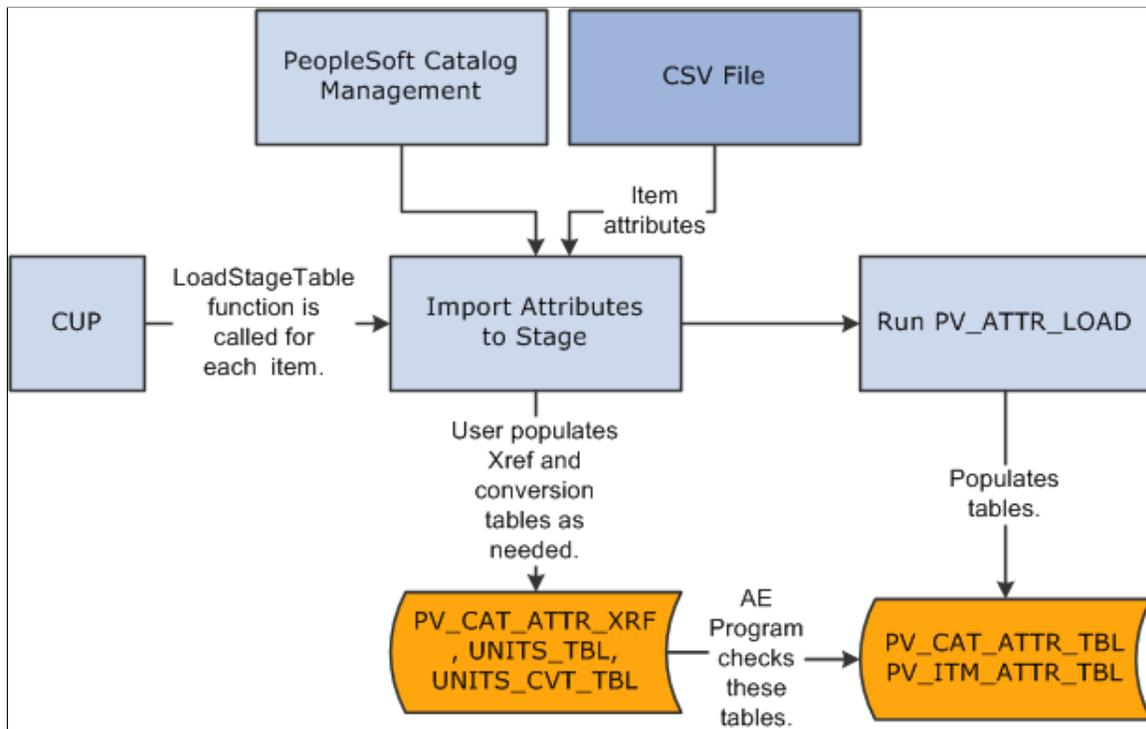 PeopleSoft Catalog
Management
CSV File
Item
attributes
CUP
LoadStageTable
function is
called for
each item.
Import Attributes
to Stage
Run PV_ATTR_LOAD
User populates
Xref and
conversion
tables as
needed.
Populates
tables.
PV_CAT_ATTR_XRF
, UNITS_TBL,
UNITS_CVT_TBL
AE
Program
checks
these
tables.
PV_CAT_ATTR_TBL
PV_ITM_ATTR_TBL